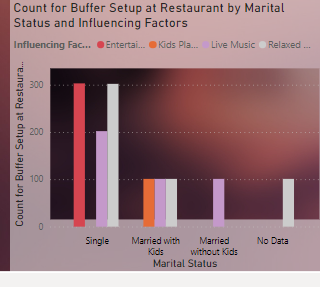 Count for Buffer Setup at Restaurant by Marital
Status and Influencing Factors
Influencing Fac... Entertai... Kids Pla... Live Music Relaxed ...
Count for Buffer Setup at Restaura...
300
200
100
0
Single
Married with
Kids
Married
without Kids
No Data
Marital Status